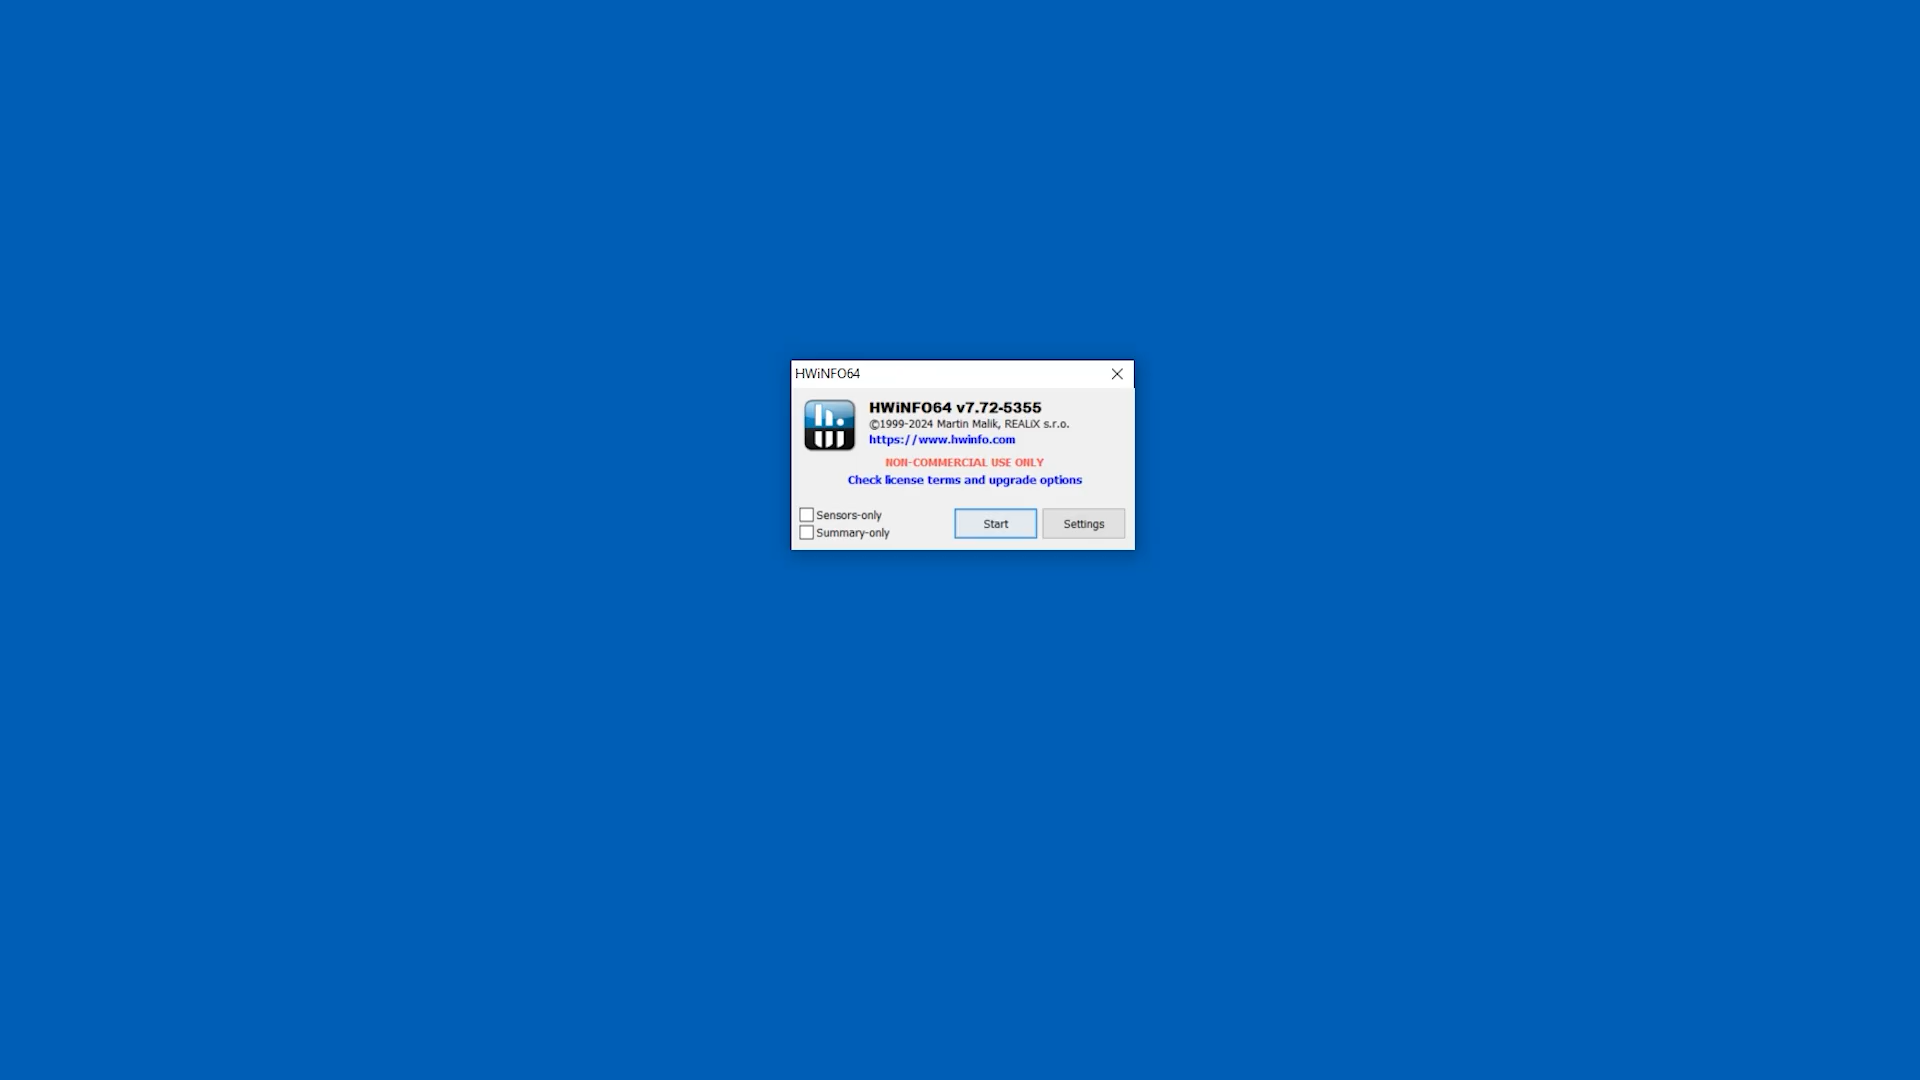 HWiNFO64
HWiNFO64 v7.72-5355
©1999-2024 Martin Malik, REALiX s.r.o.
https://www.hwinfo.com
NON-COMMERCIAL USE ONLY
Check license terms and upgrade options
Sensors-only
Summary-only
Start
Settings